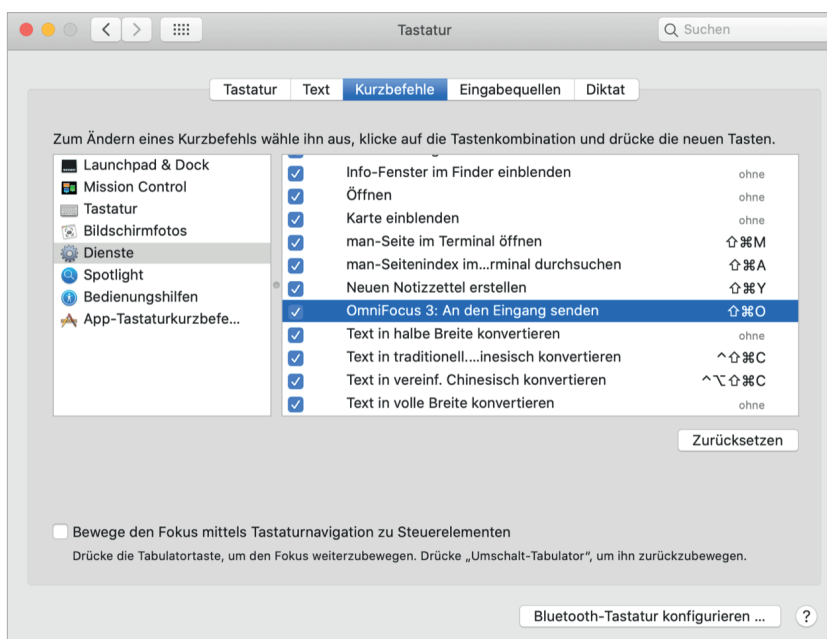 Tastatur
Suchen
Tastatur Text Kurzbefehle Eingabequellen Diktat
Zum Ändern eines Kurzbefehls wähle ihn aus, klicke auf die Tastenkombination und drücke die neuen Tasten.
Launchpad & Dock
Mission Control
Tastatur
Bildschirmfotos
Dienste
Spotlight
Bedienungshilfen
App-Tastaturkurzbefe...
Info-Fenster im Finder einblenden ohne
Öffnen ohne
Karte einblenden ohne
man-Seite im Terminal öffnen ⇧⌘M
man-Seitenindex im...rminal durchsuchen ⇧⌘A
Neuen Notizzettel erstellen ⇧⌘Y
OmniFocus 3: An den Eingang senden ⇧⌘O
Text in halbe Breite konvertieren ohne
Text in traditionell....inesisch konvertieren ^⇧⌘C
Text in vereinf. Chinesisch konvertieren ^⌥⇧⌘C
Text in volle Breite konvertieren ohne
Zurücksetzen
Bewege den Fokus mittels Tastaturnavigation zu Steuerelementen
Drücke die Tabulatortaste, um den Fokus weiterzubewegen. Drücke „Umschalt-Tabulator“, um ihn zurückzubewegen.
Bluetooth-Tastatur konfigurieren ... ?